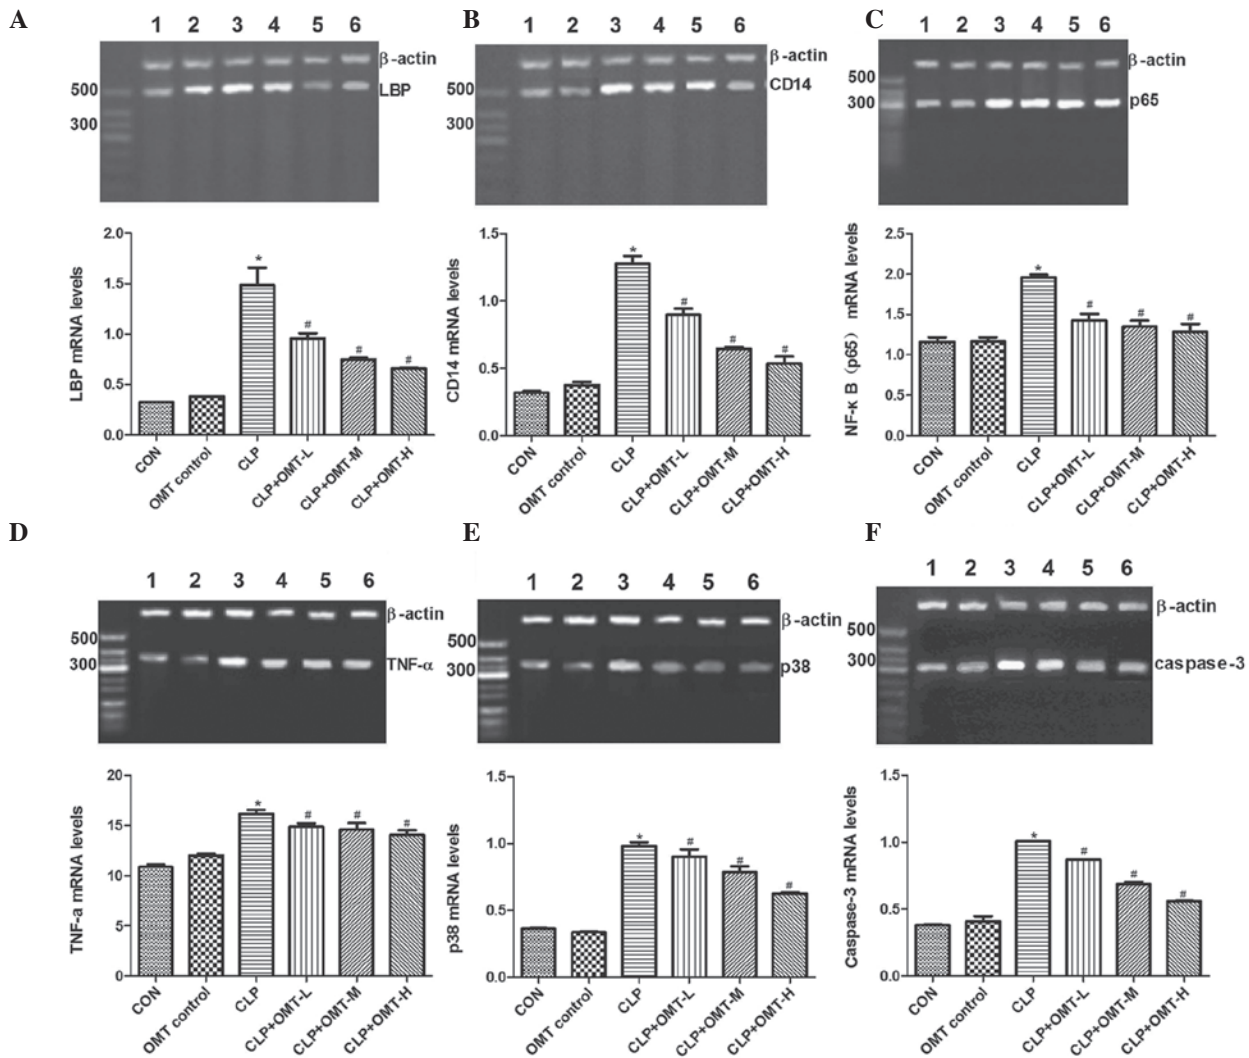 A
1 2 3 4 5 6
β-actin
500
LBP
300
LBP mRNA levels
2.0
1.5
1.0
0.5
0.0
*
#
#
#
CON
OMT control
CLP
CLP+OMT-L
CLP+OMT-M
CLP+OMT-H
B
1 2 3 4 5 6
β-actin
500
CD14
300
CD14 mRNA levels
1.5
1.0
0.5
0.0
*
#
#
#
CON
OMT control
CLP
CLP+OMT-L
CLP+OMT-M
CLP+OMT-H
C
1 2 3 4 5 6
β-actin
500
300
p65
NF-κ B (p65) mRNA levels
2.5
2.0
1.5
1.0
0.5
0.0
*
#
#
#
CON
OMT control
CLP
CLP+OMT-L
CLP+OMT-M
CLP+OMT-H
D
1 2 3 4 5 6
β-actin
500
300
TNF-α
TNF-a mRNA levels
20
15
10
5
0
*
#
#
#
CON
OMT control
CLP
CLP+OMT-L
CLP+OMT-M
CLP+OMT-H
E
1 2 3 4 5 6
β-actin
500
300
p38
p38 mRNA levels
1.5
1.0
0.5
0.0
*
#
#
#
CON
OMT control
CLP
CLP+OMT-L
CLP+OMT-M
CLP+OMT-H
F
1 2 3 4 5 6
β-actin
500
300
caspase-3
Caspase-3 mRNA levels
1.5
1.0
0.5
0.0
*
#
#
#
CON
OMT control
CLP
CLP+OMT-L
CLP+OMT-M
CLP+OMT-H